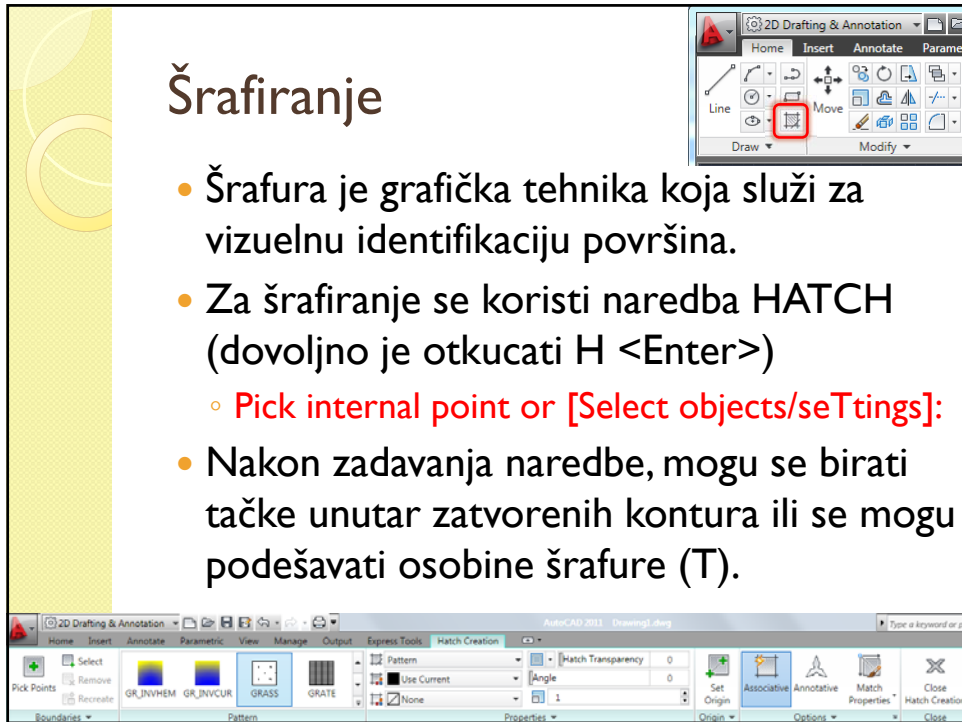 2D Drafting & Annotation
Home Insert Annotate Parame
Line
Move
Draw Modify
Šrafiranje
Šrafura je grafička tehnika koja služi za
vizuelnu identifikaciju površina.
Za šrafiranje se koristi naredba HATCH
(dovoljno je otkucati H <Enter>)
Pick internal point or [Select objects/seTtings]:
Nakon zadavanja naredbe, mogu se birati
tačke unutar zatvorenih kontura ili se mogu
podešavati osobine šrafure (T).
2D Drafting & Annotation AutoCAD 2011 Drawing1.dwg Type a keyword or p
Home Insert Annotate Parametric View Manage Output Express Tools Hatch Creation
Pick Points
Select
Remove
Recreate
GR_INVHEM GR_INVCUR GRASS GRATE
Pattern Hatch Transparency 0
Use Current Angle 0
None 1
Set
Origin
Associative Annotative
Match
Properties
Close
Hatch Creation
Boundaries Pattern Properties Origin Options Close